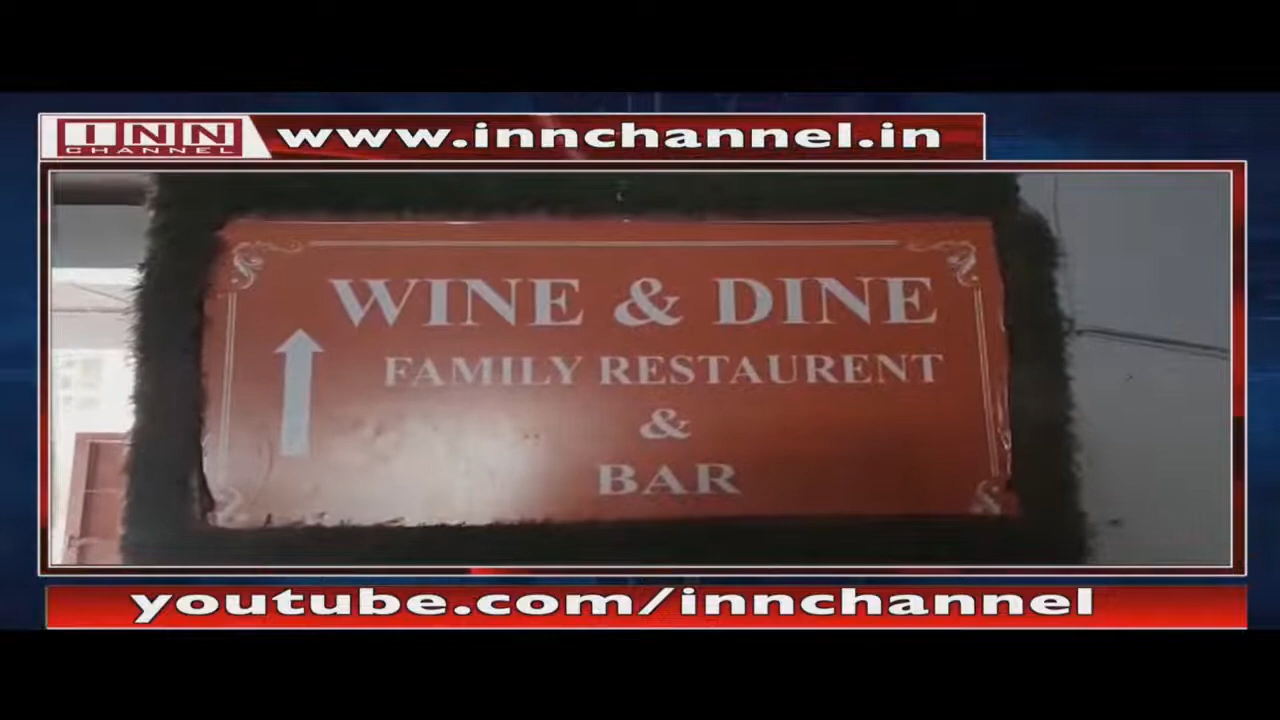 INN
CHANNEL
www.innchannel.in
WINE & DINE
FAMILY RESTAURENT
&
BAR
youtube.com/innchannel